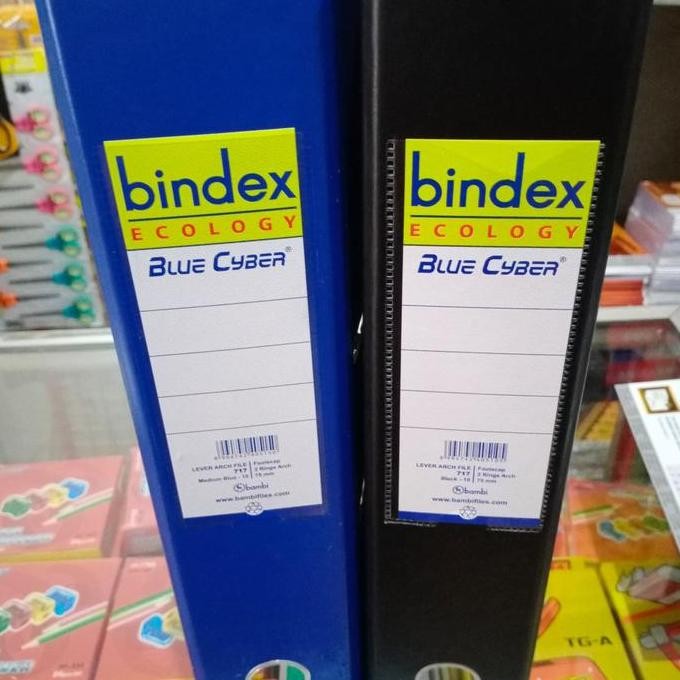 bindex
ECOLOGY
BLUE CYBER®
LEVER ARCH FILE | Foolscap
717 | 2 Rings Arch
Medium Blue - 10 | 75 mm
bambi
www.bambifiles.com
bindex
ECOLOGY
BLUE CYBER®
LEVER ARCH FILE | Foolscap
717 | 2 Rings Arch
Black - 10 | 75 mm
bambi
www.bambifiles.com
TG-A